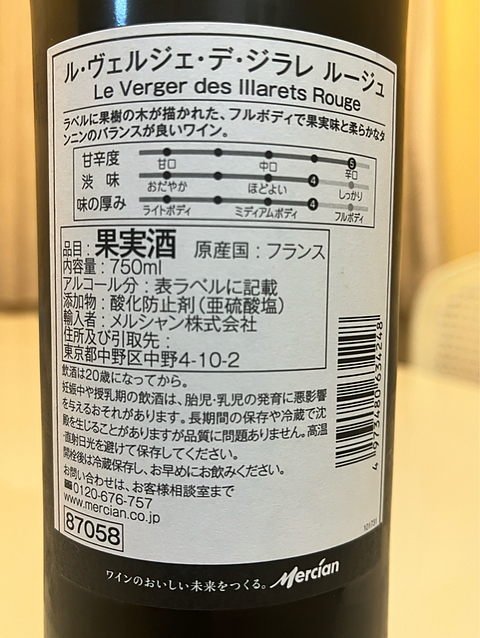 ル・ヴェルジェ・デ・ジラレ ルージュ
Le Verger des Illarets Rouge
ラベルに果樹の木が描かれた、フルボディで果実味と柔らかなタ
ンニンのバランスが良いワイン。
甘辛度 甘口 中口 5 辛口
渋 味 おだやか ほどよい 4 しっかり
味の厚み ライトボディ ミディアムボディ 4 フルボディ
品目：果実酒 原産国：フランス
内容量：750ml
アルコール分：表ラベルに記載
添加物：酸化防止剤(亜硫酸塩)
輸入者：メルシャン株式会社
住所及び引取先：
東京都中野区中野4-10-2
飲酒は20歳になってから。
妊娠中や授乳期の飲酒は、胎児・乳児の発育に悪影響
を与えるおそれがあります。長期間の保存や冷蔵で沈
殿を生じることがありますが品質に問題ありません。高温
・直射日光を避けて保存してください。
開栓後は冷蔵保存し、お早めにお飲みください。
お問い合わせは、お客様相談室まで
0120-676-757
www.mercian.co.jp
87058
4 973480 634248
ワインのおいしい未来をつくる。 Mercian